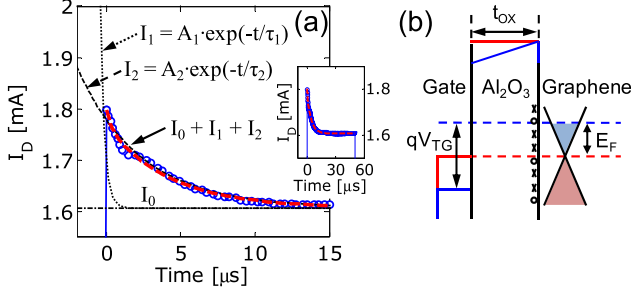 (a)
I₁ = A₁·exp(-t/τ₁)
I₂ = A₂·exp(-t/τ₂)
I₀ + I₁ + I₂
I₀
I_D [mA]
2
1.9
1.8
1.7
1.6
0
5
10
15
Time [μs]
1.8
1.6
I_D [mA]
0
30
60
Time [μs]
(b)
t_OX
Gate
Al₂O₃
Graphene
qV_TG
E_F